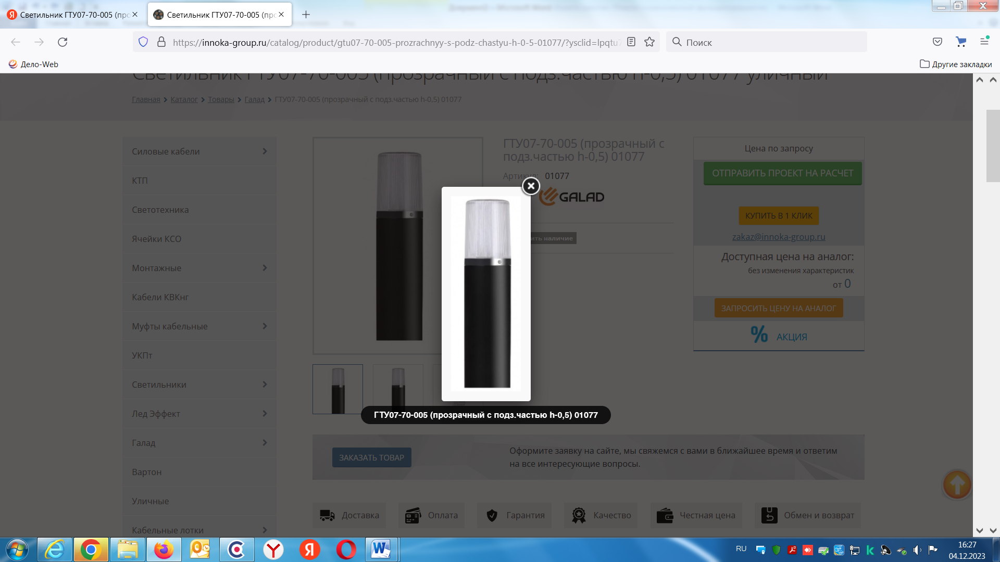 Светильник ГТУ07-70-005 (про
Светильник ГТУ07-70-005 (про
https://innoka-group.ru/catalog/product/gtu07-70-005-prozrachnyy-s-podz-chastyu-h-0-5-01077/?ysclid=lpqtu7
Поиск
Дело-Web
Другие закладки
Светильник ГТУ07-70-005 (прозрачный с подз.частью h-0,5) 01077 уличный
Главная
Каталог
Товары
Галад
ГТУ07-70-005 (прозрачный с подз.частью h-0,5) 01077
Силовые кабели
КТП
Светотехника
Ячейки КСО
Монтажные
Кабели КВКнг
Муфты кабельные
УКПт
Светильники
Лед Эффект
Галад
Вартон
Уличные
Кабельные лотки
ГТУ07-70-005 (прозрачный с
подз.частью h-0,5) 01077
Артикул: 01077
GALAD
ить наличие
Цена по запросу
ОТПРАВИТЬ ПРОЕКТ НА РАСЧЕТ
КУПИТЬ В 1 КЛИК
zakaz@innoka-group.ru
Доступная цена на аналог:
без изменения характеристик
от 0
ЗАПРОСИТЬ ЦЕНУ НА АНАЛОГ
% АКЦИЯ
ГТУ07-70-005 (прозрачный с подз.частью h-0,5) 01077
ЗАКАЗАТЬ ТОВАР
Оформите заявку на сайте, мы свяжемся с вами в ближайшее время и ответим
на все интересующие вопросы.
Доставка
Оплата
Гарантия
Качество
Честная цена
Обмен и возврат
RU
16:27
04.12.2023